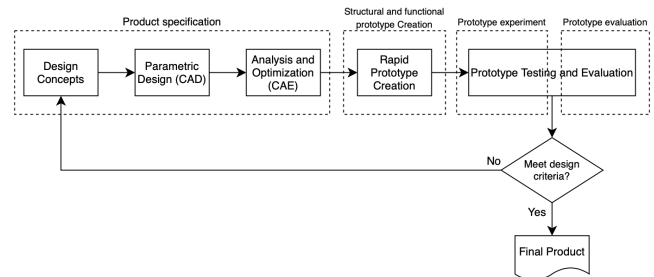 Product specification
Structural and functional
prototype Creation
Prototype experiment
Prototype evaluation
Design
Concepts
Parametric
Design (CAD)
Analysis and
Optimization
(CAE)
Rapid
Prototype
Creation
Prototype Testing and Evaluation
No
Meet design
criteria?
Yes
Final Product